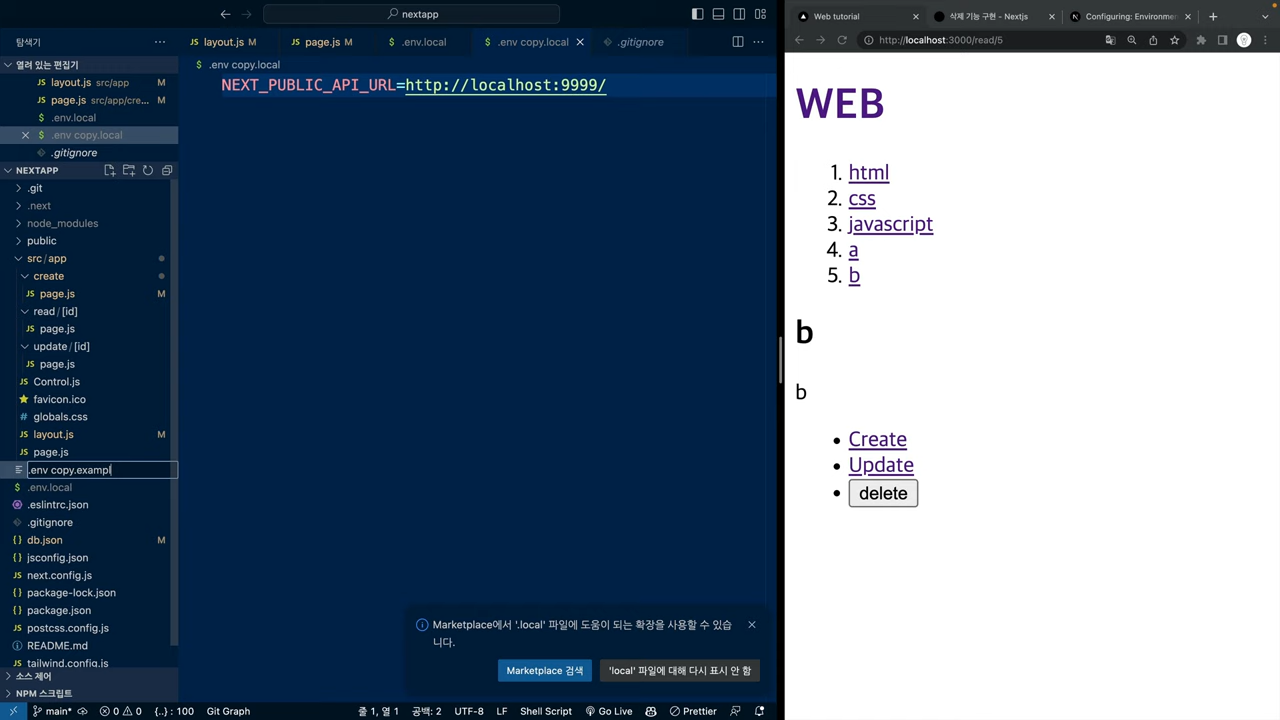 nextapp
탐색기
열려 있는 편집기
layout.js src/app
page.js src/app/cre...
.env.local
.env copy.local
.gitignore
NEXTAPP
.git
.next
node_modules
public
src/app
create
page.js M
read/[id]
page.js
update/[id]
page.js
Control.js
favicon.ico
globals.css
layout.js M
page.js
.env copy.exampl
.env.local
.eslintrc.json
.gitignore
db.json M
jsconfig.json
next.config.js
package-lock.json
package.json
postcss.config.js
README.md
tailwind.config.js
소스 제어
NPM 스크립트
layout.js M page.js M .env.local .env copy.local .gitignore
.env copy.local
NEXT_PUBLIC_API_URL=http://localhost:9999/
Marketplace에서 '.local' 파일에 도움이 되는 확장을 사용할 수 있습
니다.
Marketplace 검색 'local' 파일에 대해 다시 표시 안 함
main* 0 0 {..} : 100 Git Graph 줄 1, 열 1 공백: 2 UTF-8 LF Shell Script Go Live Prettier
Web tutorial 삭제 기능 구현 - Nextjs Configuring: Environmen
http://localhost:3000/read/5
WEB
1. html
2. css
3. javascript
4. a
5. b
b
b
Create
Update
delete